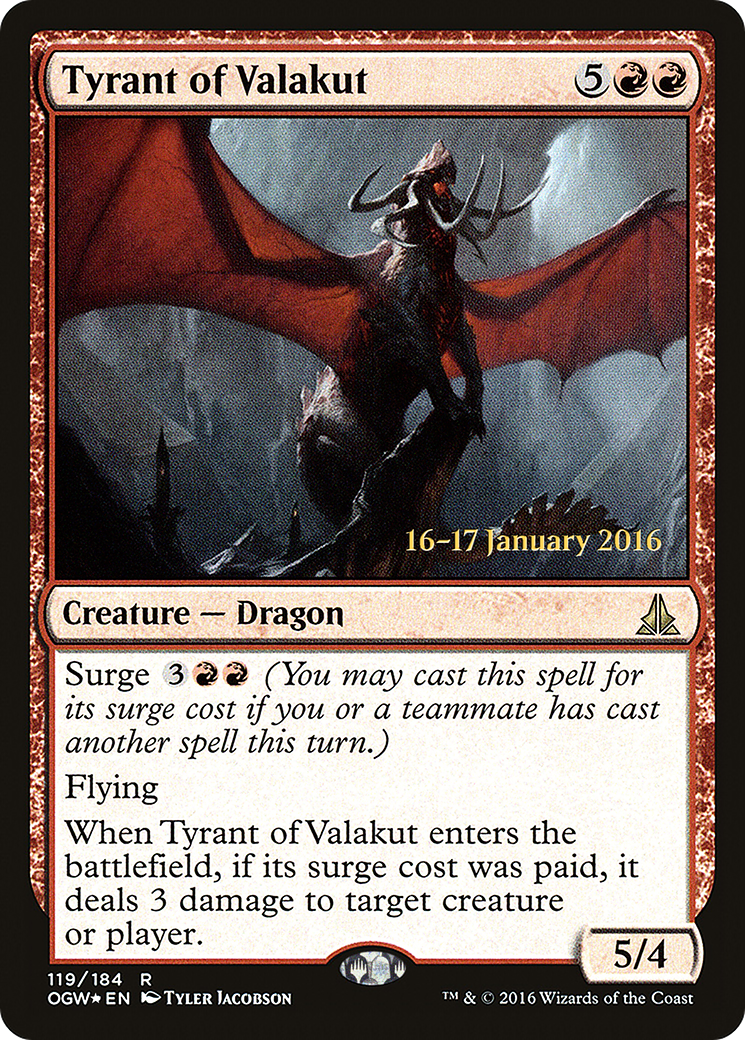 Tyrant of Valakut 5
16–17 January 2016
Creature — Dragon
Surge 3 (You may cast this spell for
its surge cost if you or a teammate has cast
another spell this turn.)
Flying
When Tyrant of Valakut enters the
battlefield, if its surge cost was paid, it
deals 3 damage to target creature
or player.
5/4
119/184 R
OGW★EN Tyler Jacobson
™ & © 2016 Wizards of the Coast